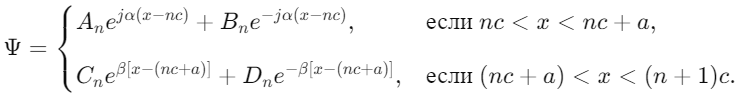 Ψ = { A_n e^{jα(x−nc)} + B_n e^{−jα(x−nc)}, если nc < x < nc + a,
C_n e^{β[x−(nc+a)]} + D_n e^{−β[x−(nc+a)]}, если (nc + a) < x < (n + 1)c.